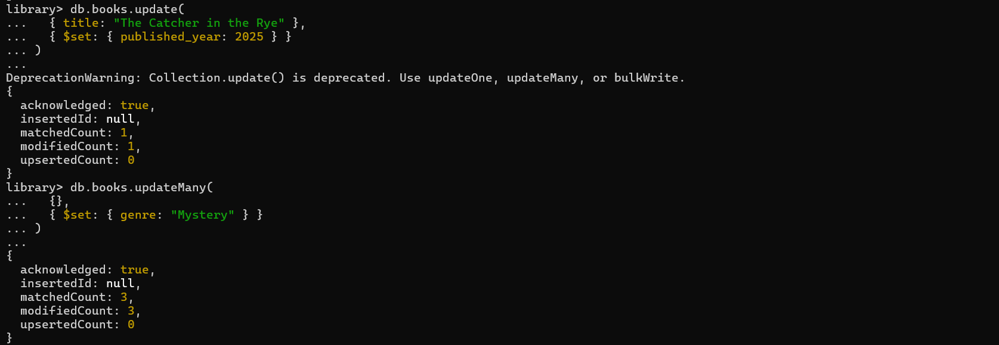 library> db.books.update(
...   { title: "The Catcher in the Rye" },
...   { $set: { published_year: 2025 } }
... )
...
DeprecationWarning: Collection.update() is deprecated. Use updateOne, updateMany, or bulkWrite.
{
  acknowledged: true,
  insertedId: null,
  matchedCount: 1,
  modifiedCount: 1,
  upsertedCount: 0
}
library> db.books.updateMany(
...   {},
...   { $set: { genre: "Mystery" } }
... )
...
{
  acknowledged: true,
  insertedId: null,
  matchedCount: 3,
  modifiedCount: 3,
  upsertedCount: 0
}